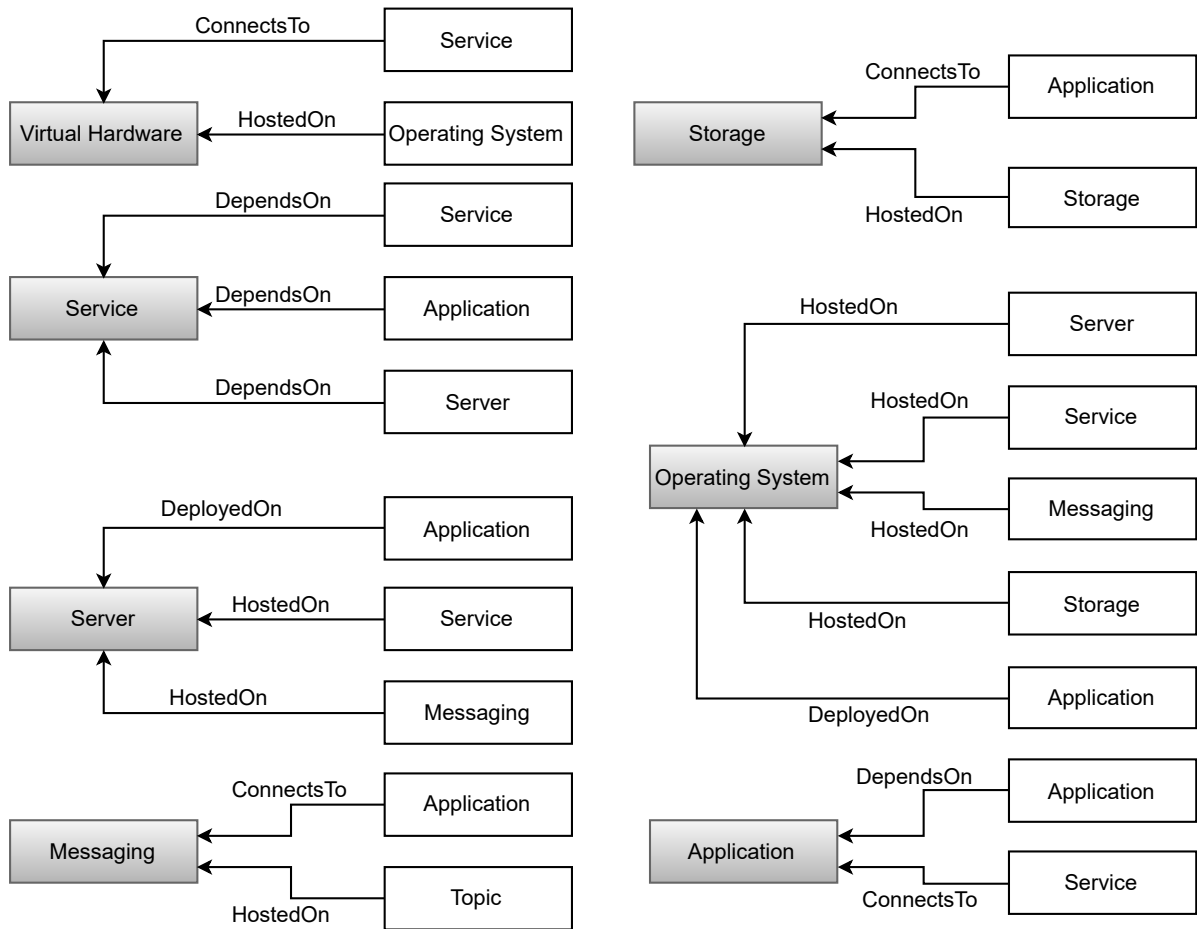 ConnectsTo
Service
Virtual Hardware
HostedOn
Operating System
DependsOn
Service
Service
DependsOn
Application
DependsOn
Server
DeployedOn
Application
Server
HostedOn
Service
HostedOn
Messaging
ConnectsTo
Application
Messaging
HostedOn
Topic
ConnectsTo
Application
Storage
HostedOn
Storage
HostedOn
Server
HostedOn
Service
Operating System
HostedOn
Messaging
HostedOn
Storage
DeployedOn
Application
DependsOn
Application
Application
ConnectsTo
Service